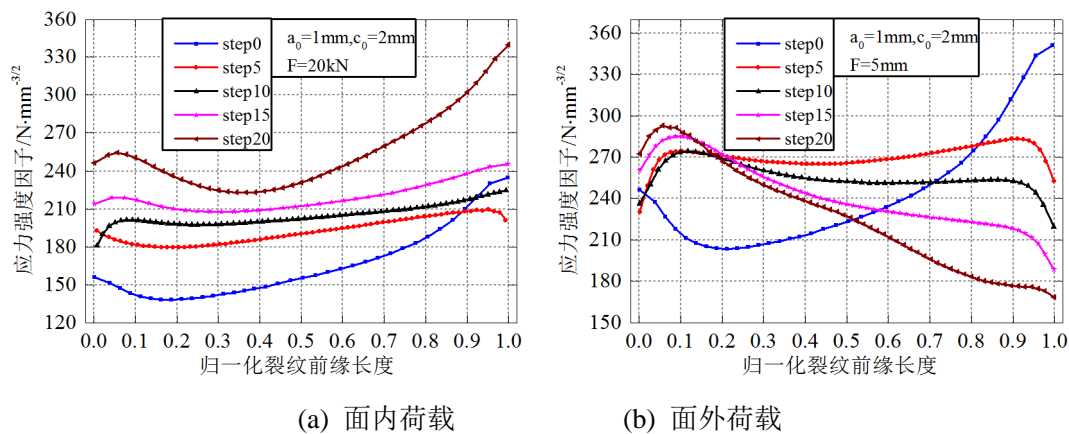 360
330
300
270
240
210
180
150
120
应力强度因子/N·mm-3/2
step0
step5
step10
step15
step20
a0=1mm,c0=2mm
F=20kN
0.0 0.1 0.2 0.3 0.4 0.5 0.6 0.7 0.8 0.9 1.0
归一化裂纹前缘长度
(a) 面内荷载
360
330
300
270
240
210
180
150
应力强度因子/N·mm-3/2
step0
step5
step10
step15
step20
a0=1mm,c0=2mm
F=5mm
0.0 0.1 0.2 0.3 0.4 0.5 0.6 0.7 0.8 0.9 1.0
归一化裂纹前缘长度
(b) 面外荷载